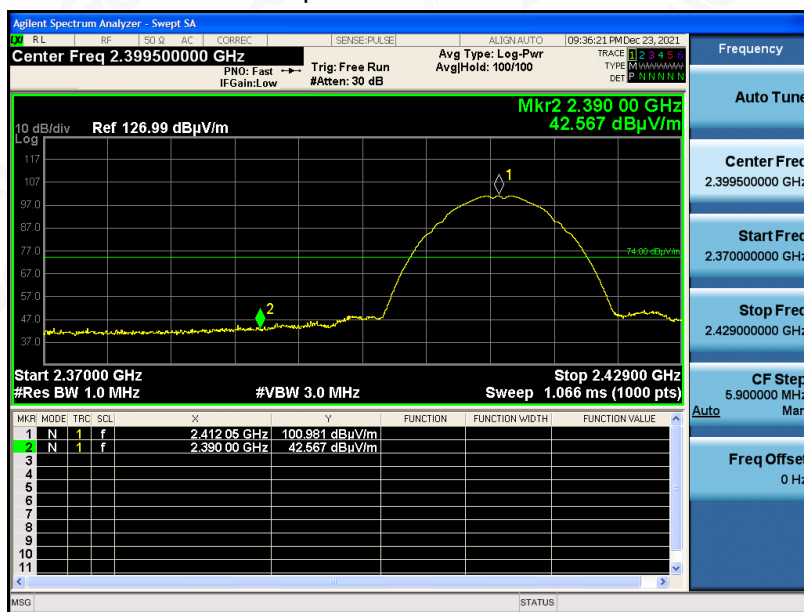 Agilent Spectrum Analyzer - Swept SA
LXI RL RF 50 Ω AC CORREC SENSE:PULSE ALIGN AUTO 09:36:21 PM Dec 23, 2021
Center Freq 2.399500000 GHz
PNO: Fast
IFGain:Low
Trig: Free Run
#Atten: 30 dB
Avg Type: Log-Pwr
Avg|Hold: 100/100
TRACE 1 2 3 4 5 6
TYPE M
DET P N N N N N
Mkr2 2.390 00 GHz
42.567 dBµV/m
10 dB/div Ref 126.99 dBµV/m
Log
117
107
97.0
87.0
77.0
67.0
57.0
47.0
37.0
1
2
74.00 dBµV/m
Start 2.37000 GHz Stop 2.42900 GHz
#Res BW 1.0 MHz #VBW 3.0 MHz Sweep 1.066 ms (1000 pts)
MKR MODE TRC SCL X Y FUNCTION FUNCTION WIDTH FUNCTION VALUE
1 N 1 f 2.412 05 GHz 100.981 dBµV/m
2 N 1 f 2.390 00 GHz 42.567 dBµV/m
3
4
5
6
7
8
9
10
11
MSG STATUS
Frequency
Auto Tune
Center Freq
2.399500000 GHz
Start Freq
2.370000000 GHz
Stop Freq
2.429000000 GHz
CF Step
5.900000 MHz
Auto Man
Freq Offset
0 Hz